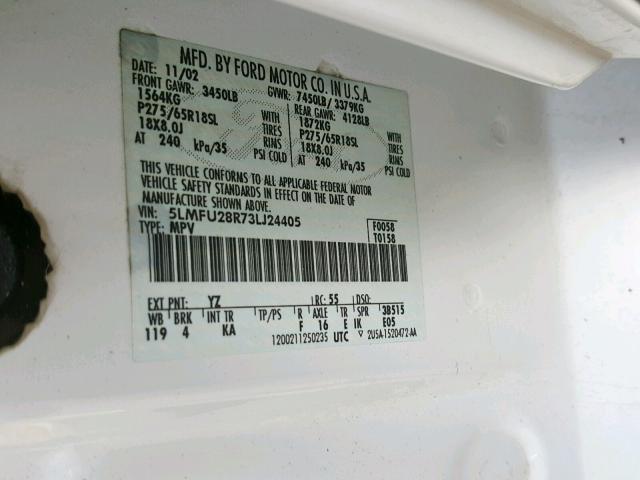 MFD. BY FORD MOTOR CO. IN U.S.A.
DATE: 11/02 GVWR: 7450LB/ 3379KG
FRONT GAWR: 3450LB REAR GAWR: 4128LB
1564KG WITH 1872KG WITH
P275/65R18SL TIRES P275/65R18SL TIRES
18X8.0J RIMS 18X8.0J RIMS
AT 240 kPa/35 PSI COLD AT 240 kPa/35 PSI COLD
THIS VEHICLE CONFORMS TO ALL APPLICABLE FEDERAL MOTOR
VEHICLE SAFETY STANDARDS IN EFFECT ON THE DATE OF
MANUFACTURE SHOWN ABOVE.
VIN: 5LMFU28R73LJ24405 F0058
TYPE: MPV T0158
EXT PNT: YZ RC: 55 DSO:
WB BRK INT TR TP/PS R AXLE TR SPR 3B515
119 4 KA F 16 E IK E05
1200211250235 UTC ▽ 2U5A-1520472-AA